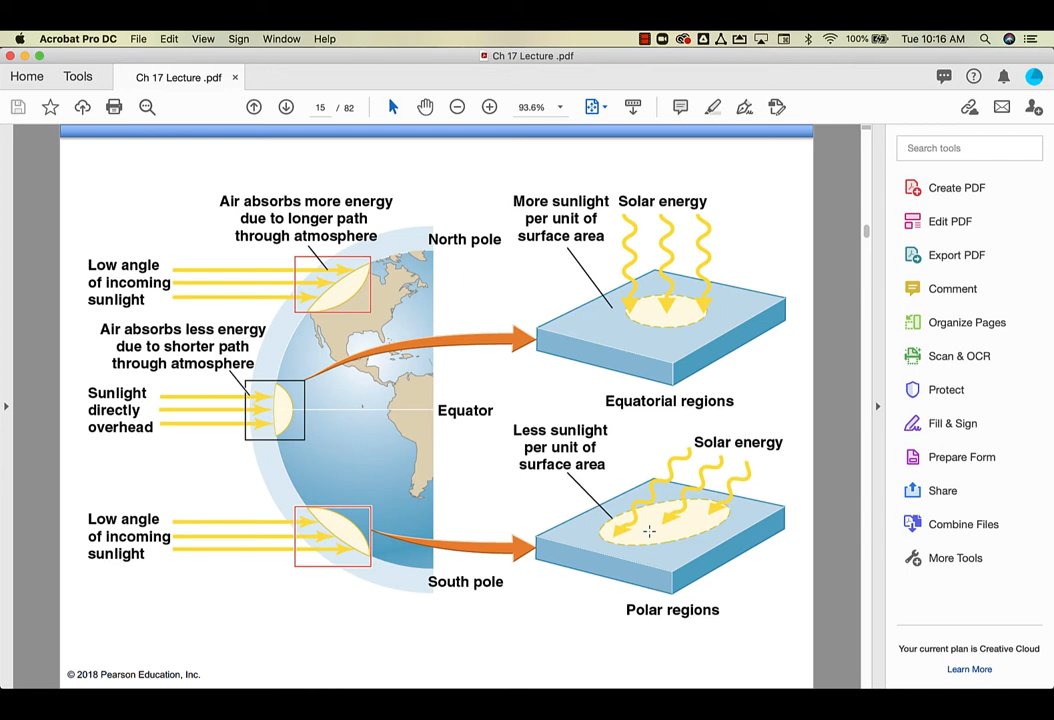 Acrobat Pro DC File Edit View Sign Window Help
100% Tue 10:16 AM
Ch 17 Lecture .pdf
Home Tools Ch 17 Lecture .pdf ×
15 / 82 93.6%
Air absorbs more energy
due to longer path
through atmosphere
North pole
Low angle
of incoming
sunlight
Air absorbs less energy
due to shorter path
through atmosphere
Sunlight
directly
overhead
Equator
Low angle
of incoming
sunlight
South pole
More sunlight
per unit of
surface area
Solar energy
Equatorial regions
Less sunlight
per unit of
surface area
Solar energy
Polar regions
© 2018 Pearson Education, Inc.
Search tools
Create PDF
Edit PDF
Export PDF
Comment
Organize Pages
Scan & OCR
Protect
Fill & Sign
Prepare Form
Share
Combine Files
More Tools
Your current plan is Creative Cloud
Learn More